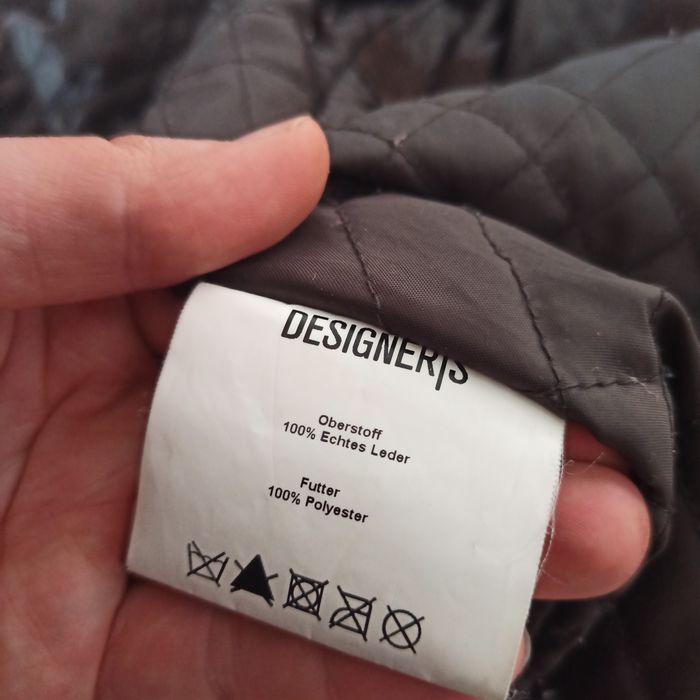 DESIGNER|S
Oberstoff
100% Echtes Leder
Futter
100% Polyester